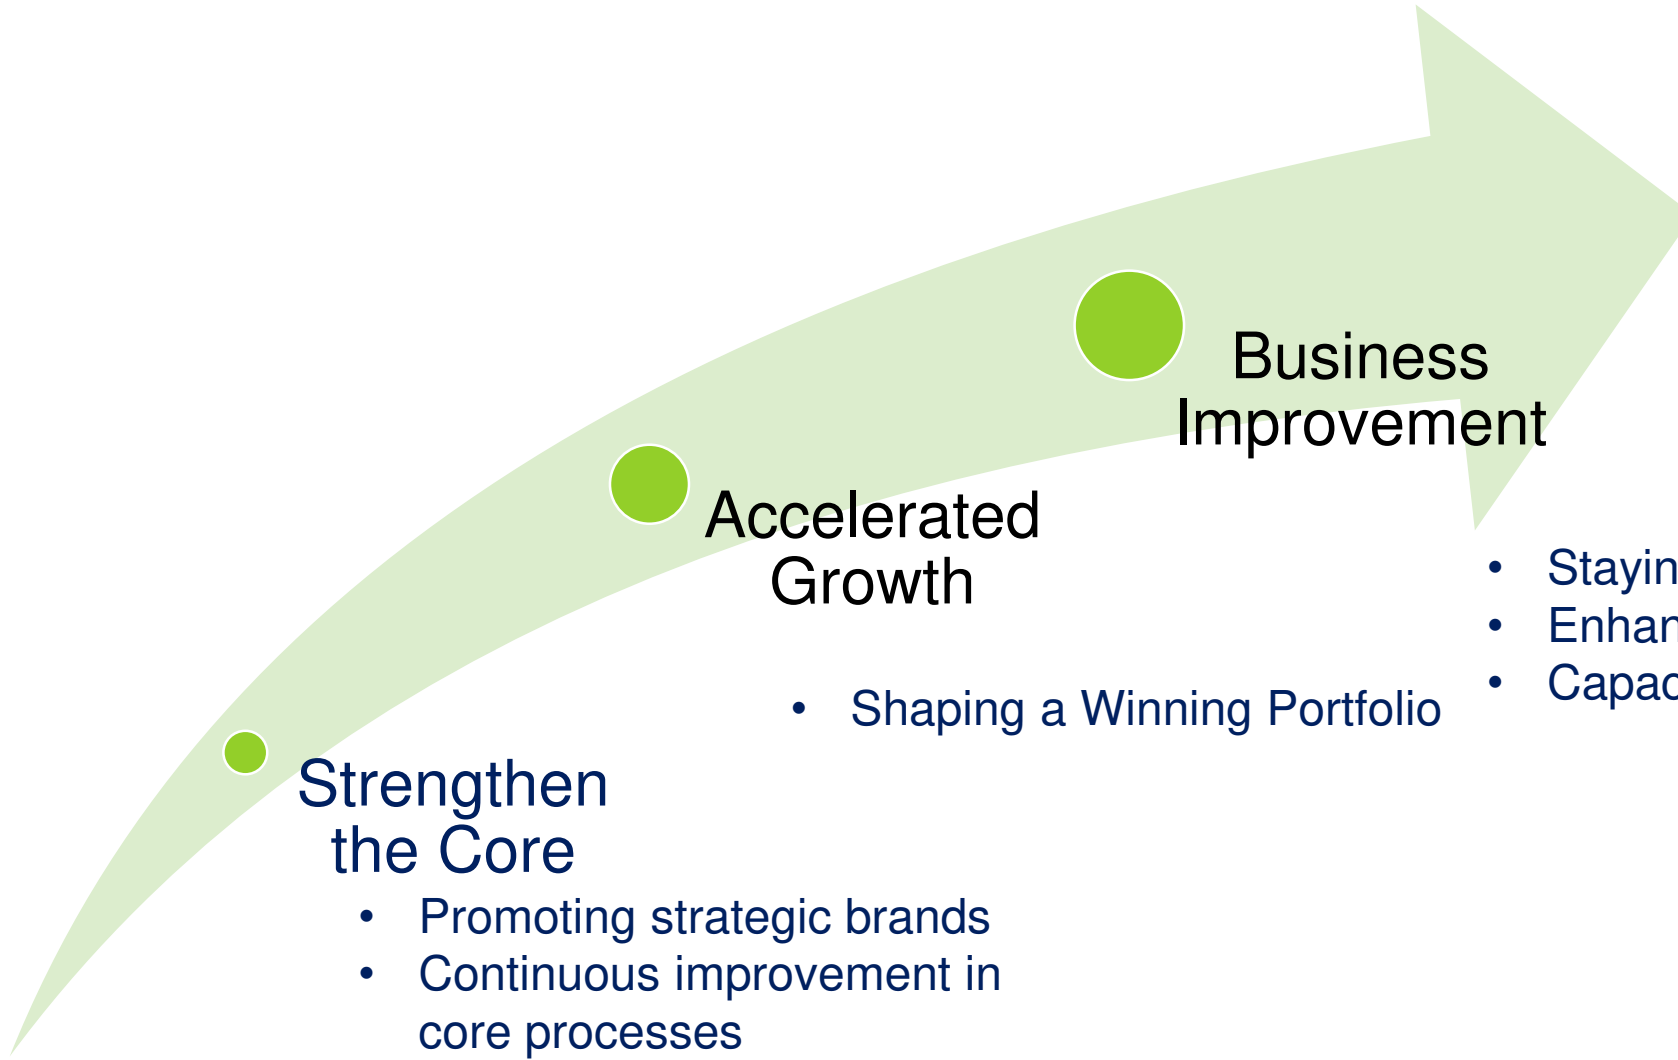 Business
Improvement
Accelerated
Growth
• Shaping a Winning Portfolio
Strengthen
the Core
• Promoting strategic brands
• Continuous improvement in
core processes